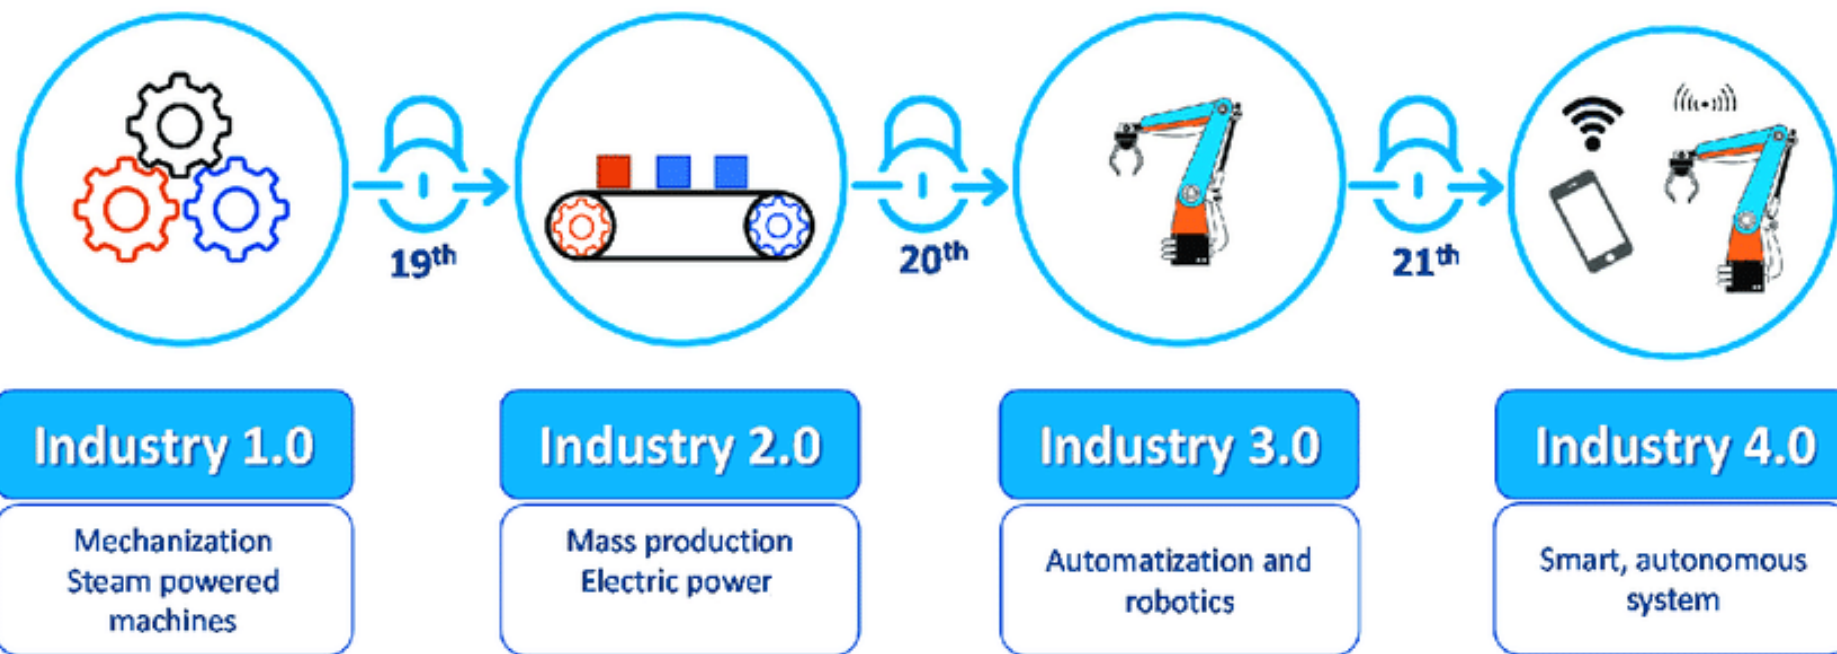 19th
20th
21th
Industry 1.0
Industry 2.0
Industry 3.0
Industry 4.0
Mechanization
Steam powered
machines
Mass production
Electric power
Automatization and
robotics
Smart, autonomous
system